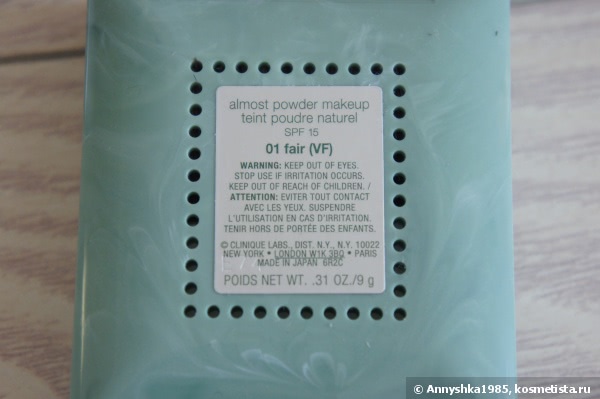 almost powder makeup
teint poudre naturel
SPF 15
01 fair (VF)
WARNING: KEEP OUT OF EYES.
STOP USE IF IRRITATION OCCURS.
KEEP OUT OF REACH OF CHILDREN. /
ATTENTION: EVITER TOUT CONTACT
AVEC LES YEUX. SUSPENDRE
L'UTILISATION EN CAS D'IRRITATION.
TENIR HORS DE PORTÉE DES ENFANTS.
© CLINIQUE LABS., DIST. N.Y., N.Y. 10022
NEW YORK • LONDON W1K 3BQ • PARIS
MADE IN JAPAN 6R2C
POIDS NET WT. .31 OZ./9 g
© Annyshka1985, kosmetista.ru